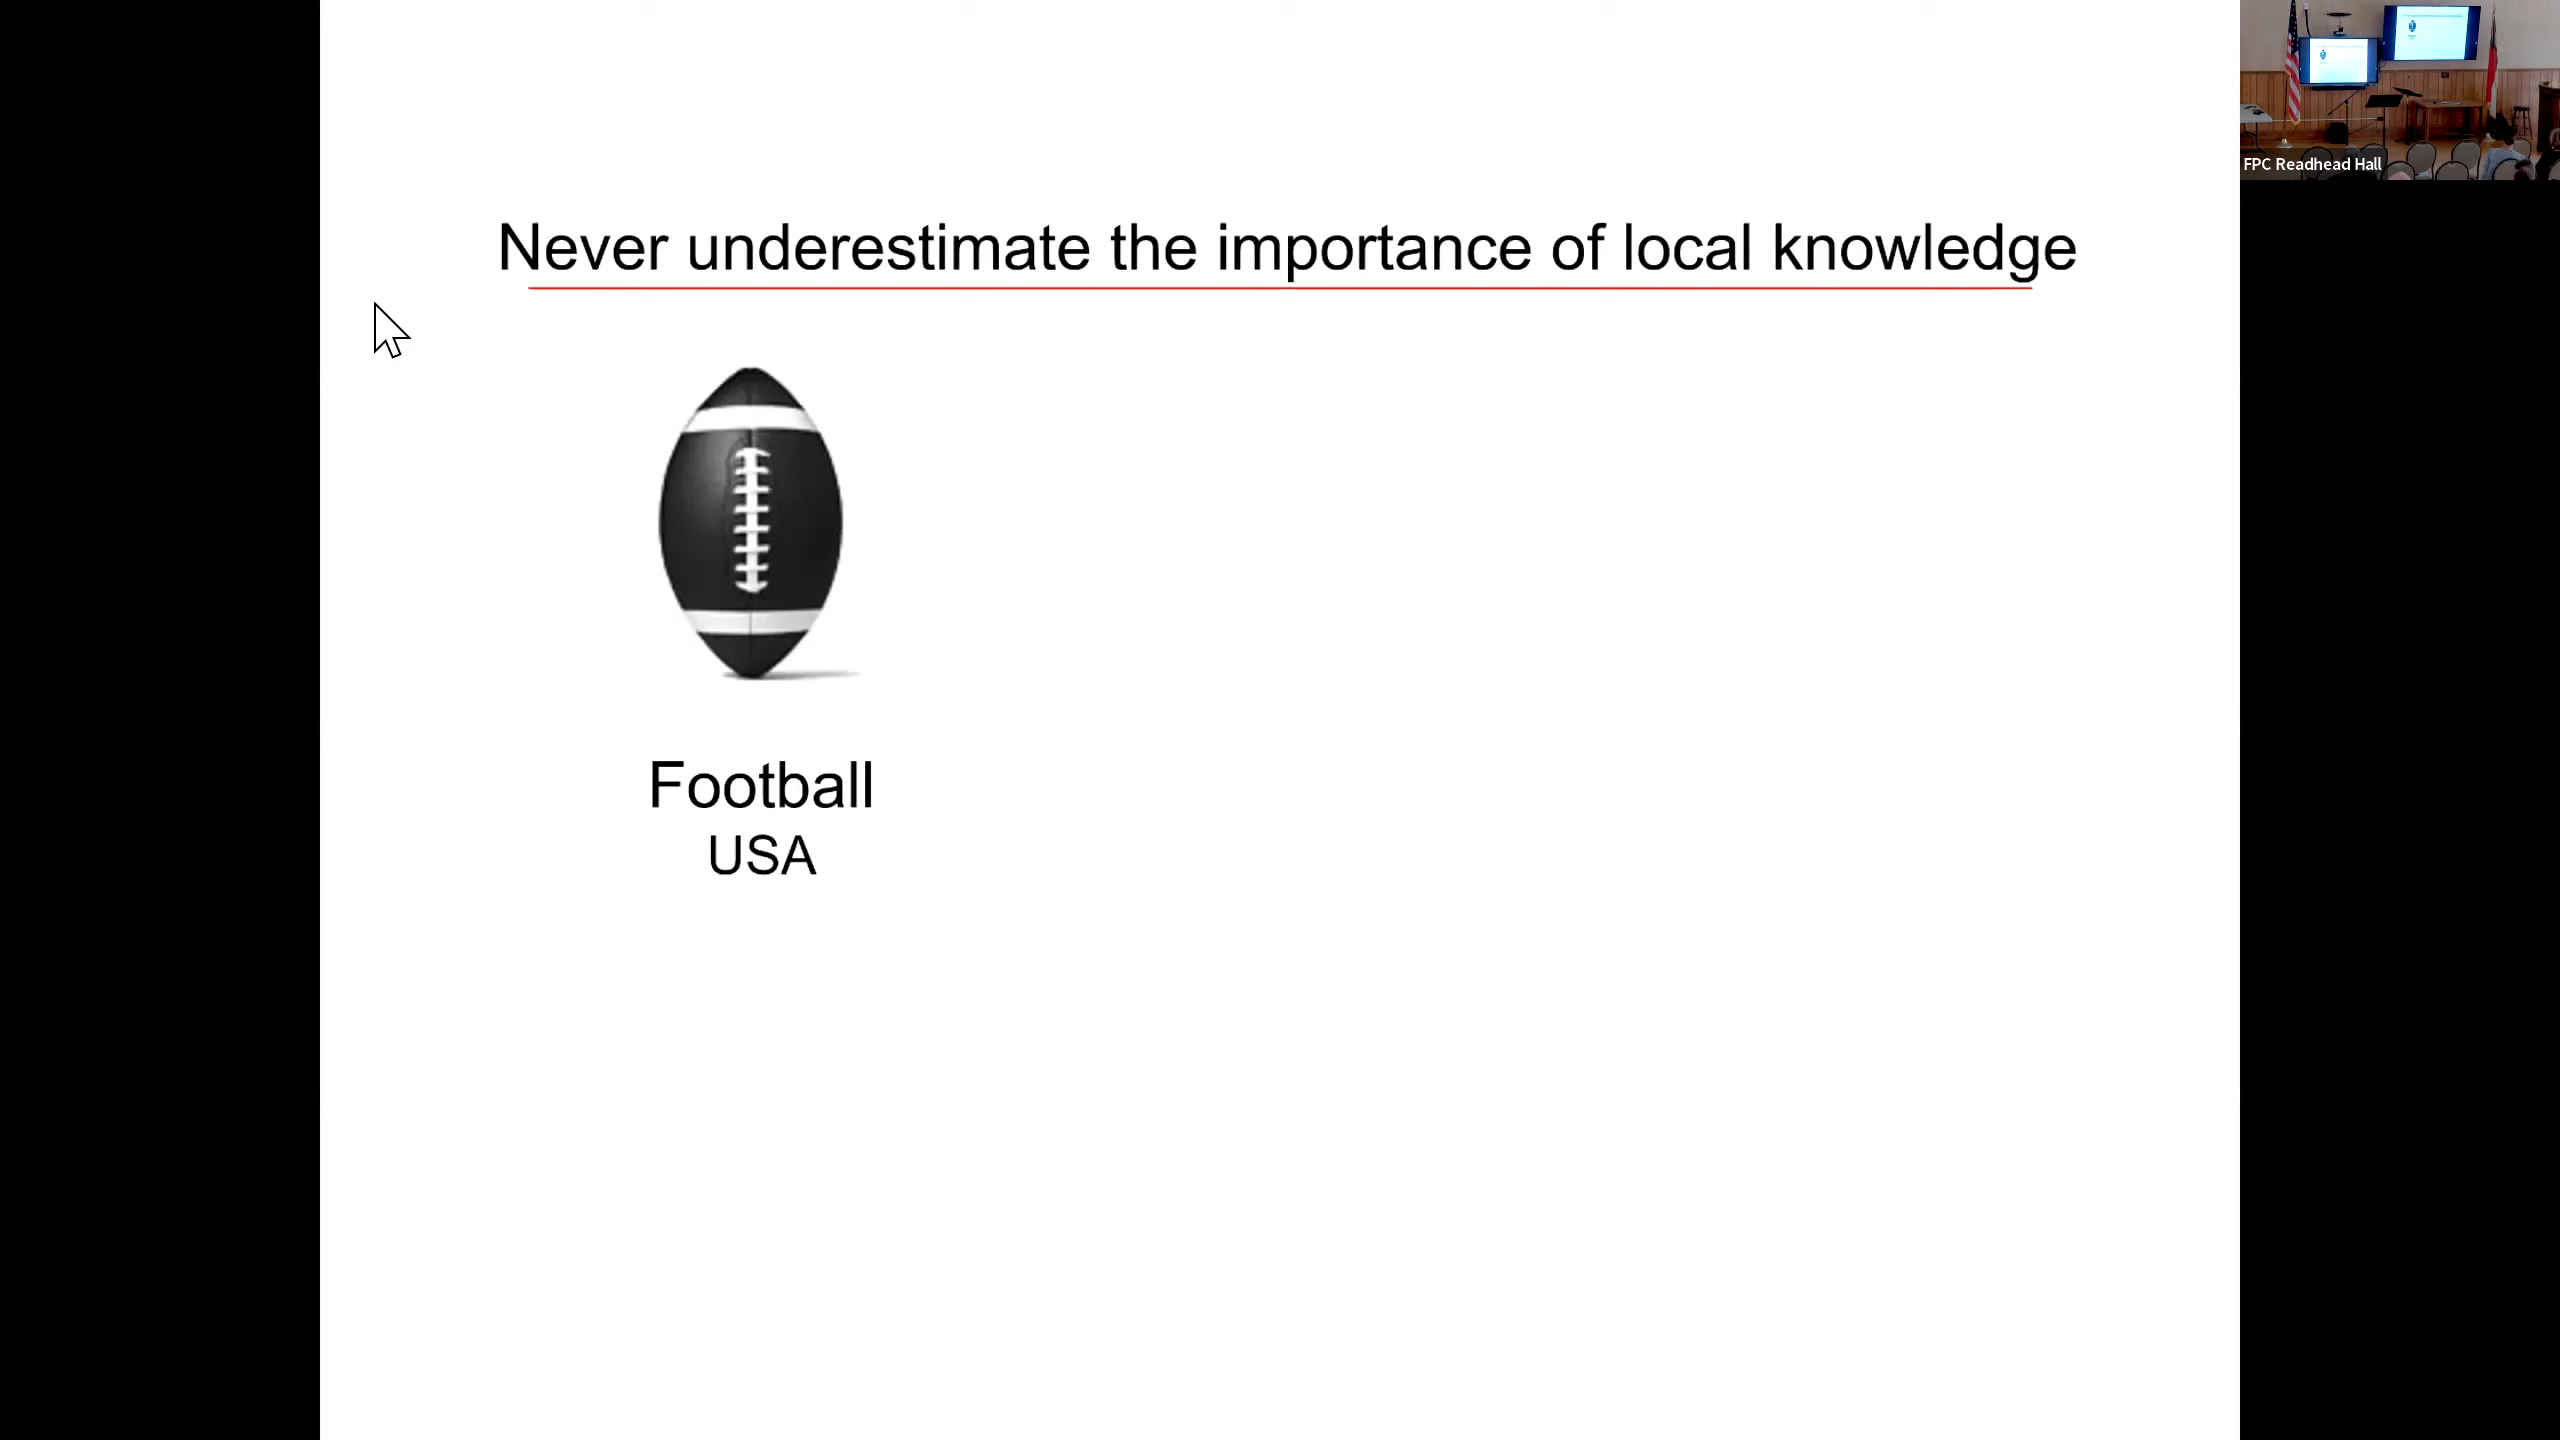 Never underestimate the importance of local knowledge
Football
USA
FPC Readhead Hall